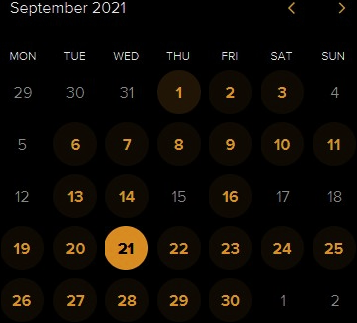 September 2021
MON TUE WED THU FRI SAT SUN
29 30 31 1 2 3 4
5 6 7 8 9 10 11
12 13 14 15 16 17 18
19 20 21 22 23 24 25
26 27 28 29 30 1 2